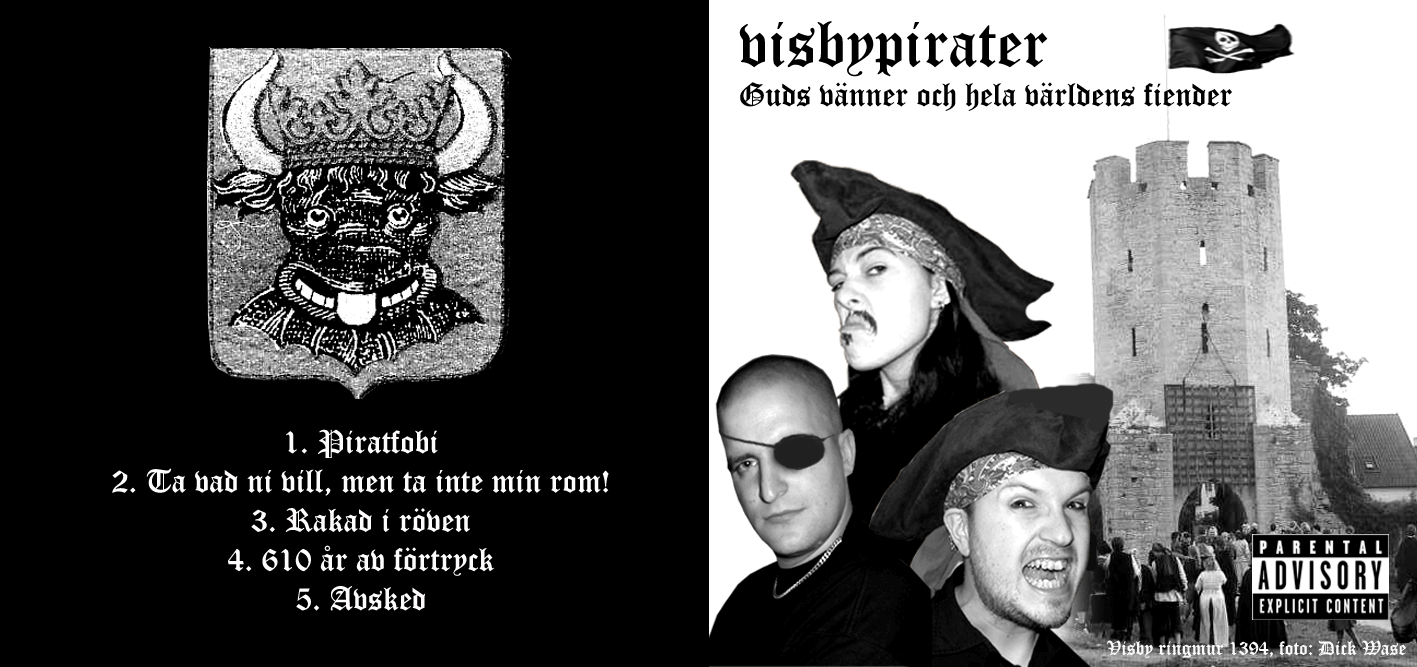 1. Piratfobi
2. Ta vad ni vill, men ta inte min rom!
3. Rakad i röven
4. 610 år av förtryck
5. Avsked
visbypirater
Guds vänner och hela världens fiender
PARENTAL
ADVISORY
EXPLICIT CONTENT
Visby ringmur 1394, foto: Dick Wase